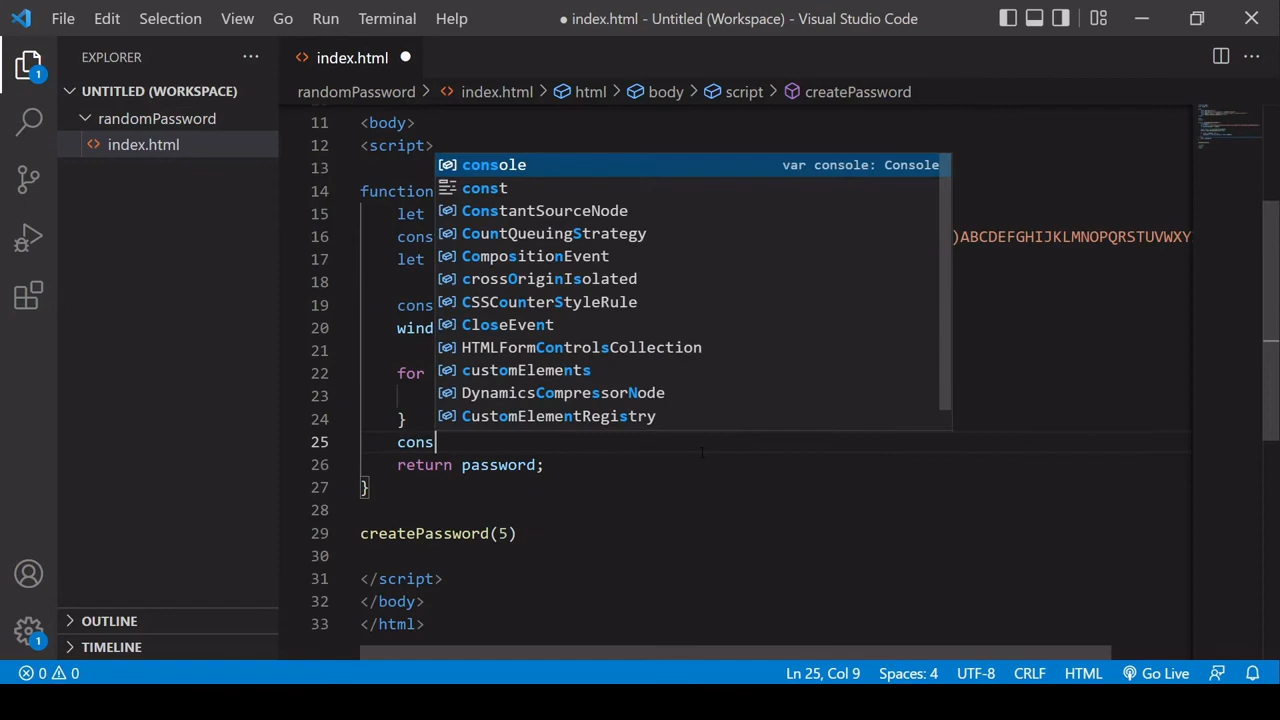 File Edit Selection View Go Run Terminal Help ● index.html - Untitled (Workspace) - Visual Studio Code
EXPLORER
UNTITLED (WORKSPACE)
randomPassword
index.html
1
1
OUTLINE
TIMELINE
index.html
randomPassword > index.html > html > body > script > createPassword
11 <body>
12 <script>
13
14 function
15 let
16 cons )ABCDEFGHIJKLMNOPQRSTUVWXY
17 let
18
19 cons
20 wind
21
22 for
23
24 }
25 cons
26 return password;
27 }
28
29 createPassword(5)
30
31 </script>
32 </body>
33 </html>
console var console: Console
const
ConstantSourceNode
CountQueuingStrategy
CompositionEvent
crossOriginIsolated
CSSCounterStyleRule
CloseEvent
HTMLFormControlsCollection
customElements
DynamicsCompressorNode
CustomElementRegistry
0 0 Ln 25, Col 9 Spaces: 4 UTF-8 CRLF HTML Go Live